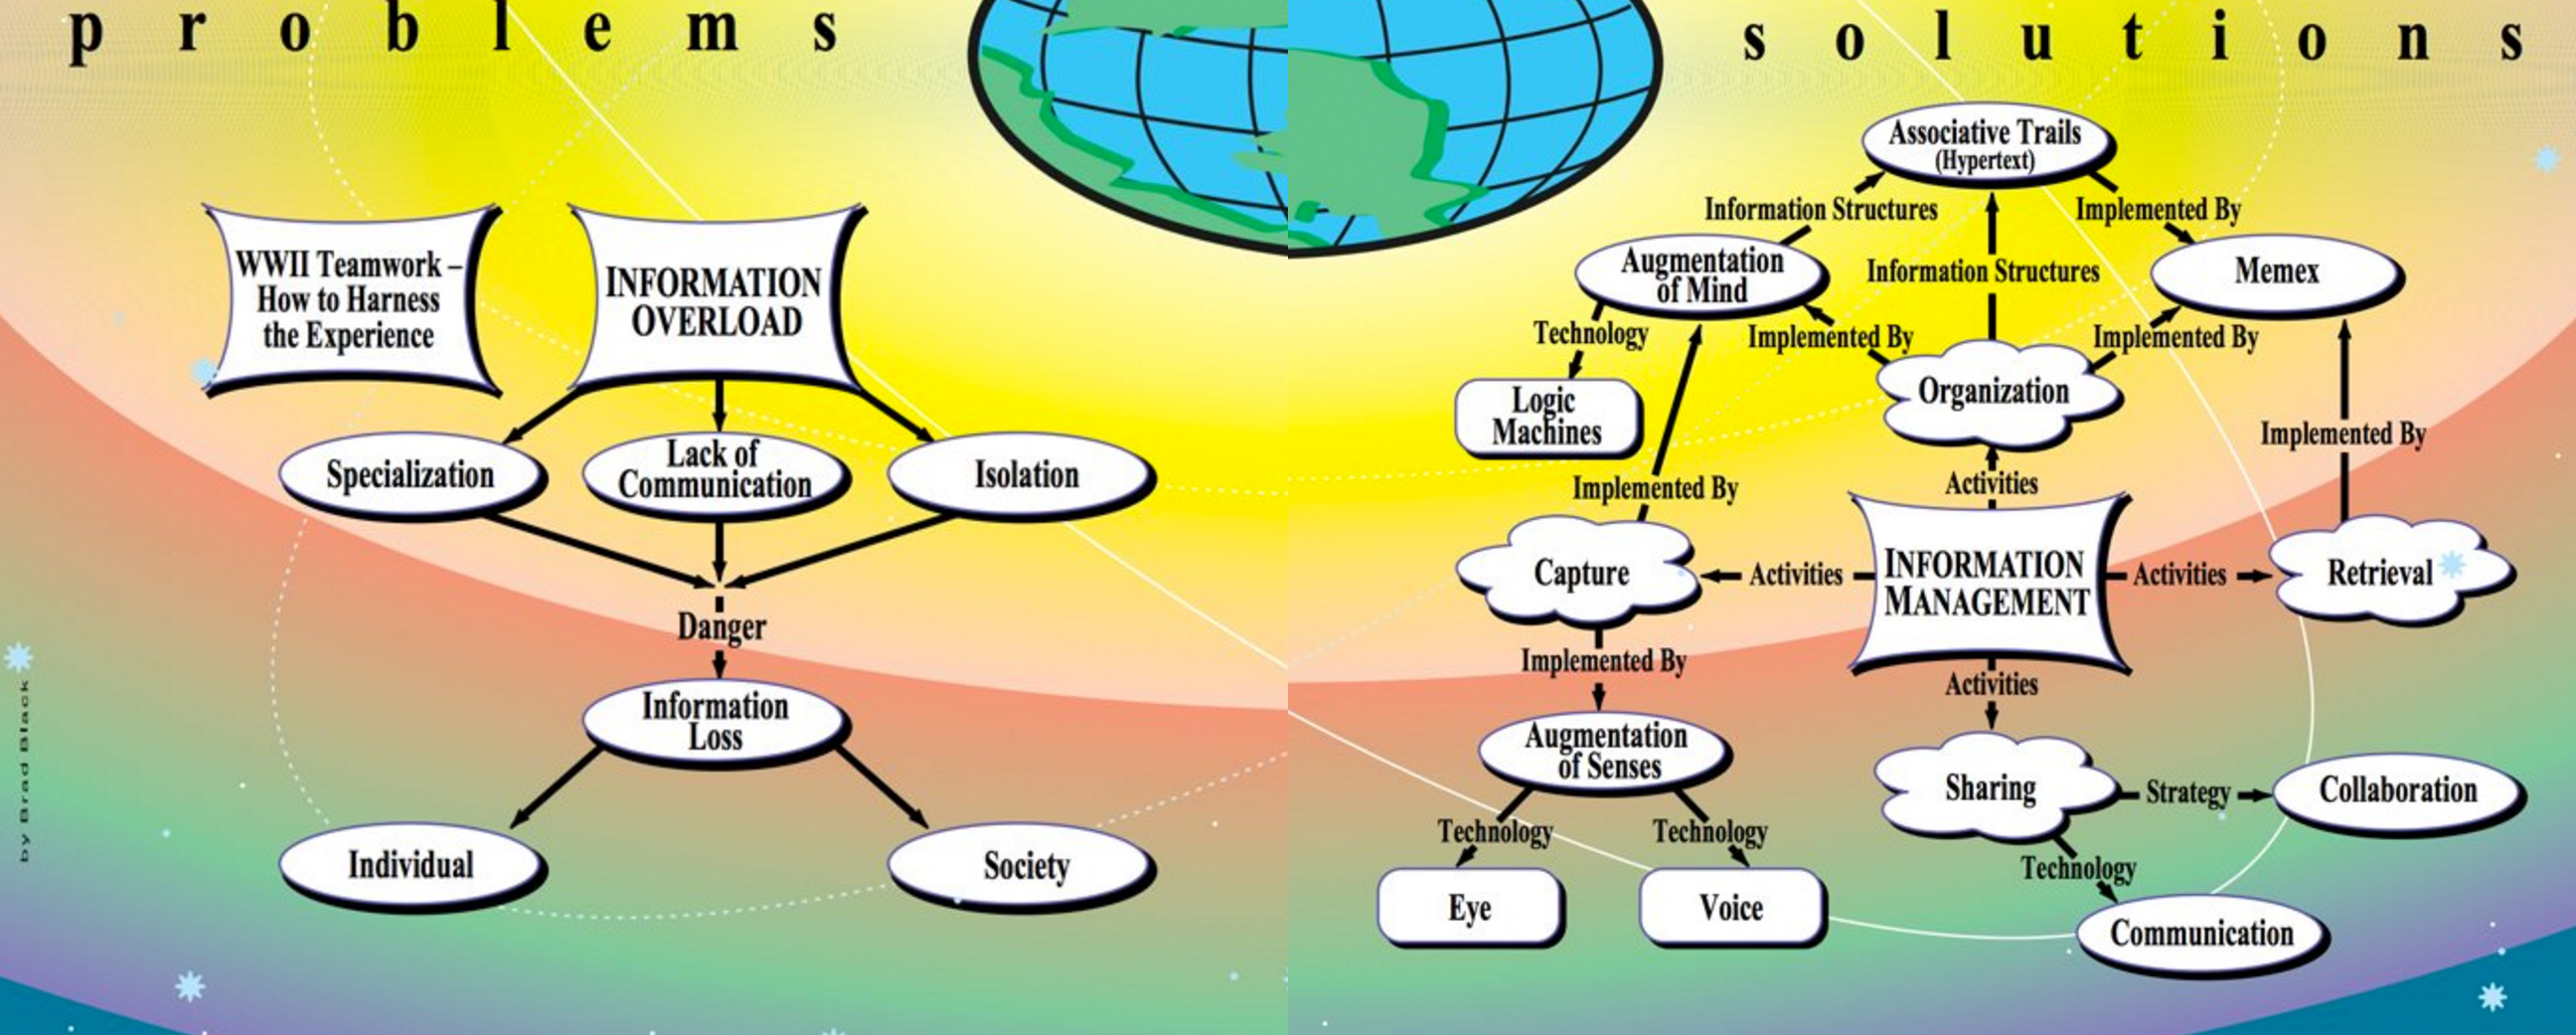 problems
WWII Teamwork –
How to Harness
the Experience
INFORMATION
OVERLOAD
Specialization
Lack of
Communication
Isolation
Danger
Information
Loss
Individual
Society
by Brad Black
solutions
Associative Trails
(Hypertext)
Information Structures
Implemented By
Augmentation
of Mind
Information Structures
Memex
Technology
Implemented By
Implemented By
Logic
Machines
Organization
Implemented By
Implemented By
Activities
Capture
Activities
INFORMATION
MANAGEMENT
Activities
Retrieval
Implemented By
Activities
Augmentation
of Senses
Sharing
Strategy
Collaboration
Technology
Technology
Technology
Eye
Voice
Communication